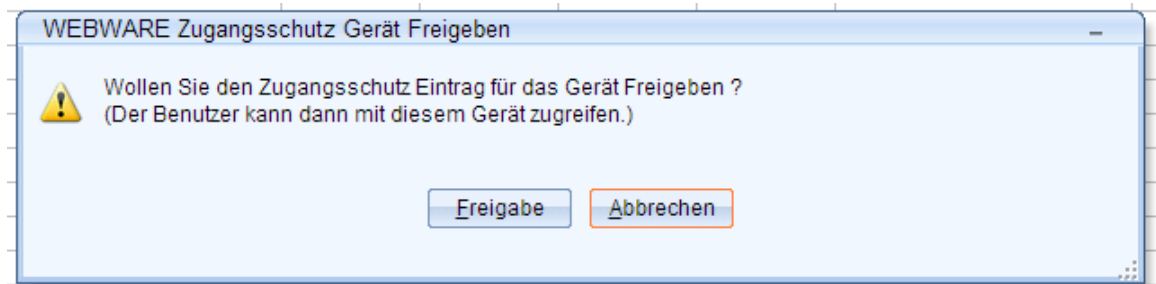 WEBWARE Zugangsschutz Gerät Freigeben
Wollen Sie den Zugangsschutz Eintrag für das Gerät Freigeben ?
(Der Benutzer kann dann mit diesem Gerät zugreifen.)
Freigabe
Abbrechen